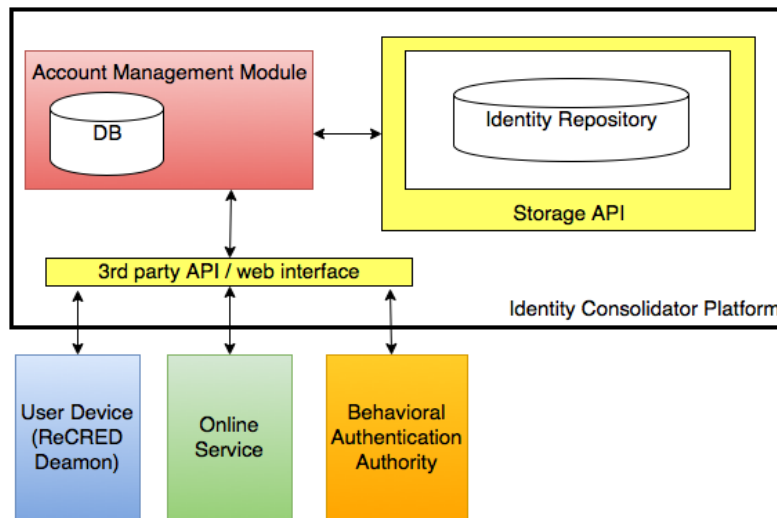 Account Management Module
DB
Identity Repository
Storage API
3rd party API / web interface
Identity Consolidator Platform
User Device
(ReCRED
Deamon)
Online
Service
Behavioral
Authentication
Authority